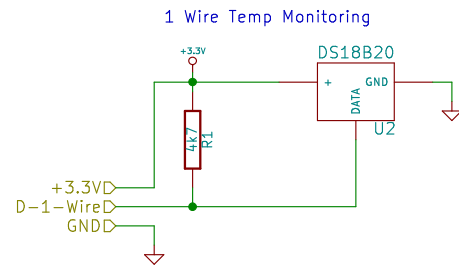 1 Wire Temp Monitoring
+3.3V
DS18B20
+
GND
DATA
U2
4k7
R1
+3.3V
D-1-Wire
GND